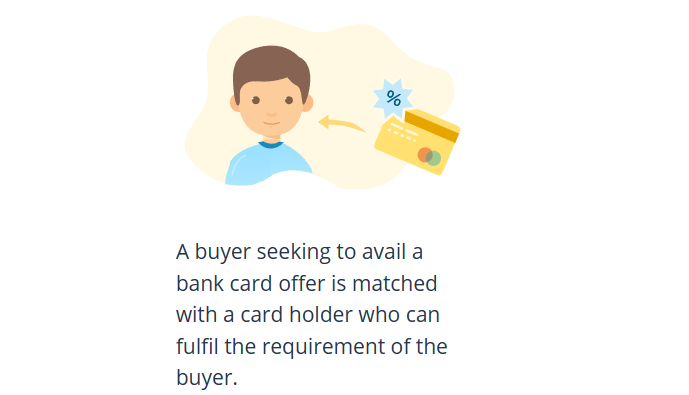 %
A buyer seeking to avail a
bank card offer is matched
with a card holder who can
fulfil the requirement of the
buyer.